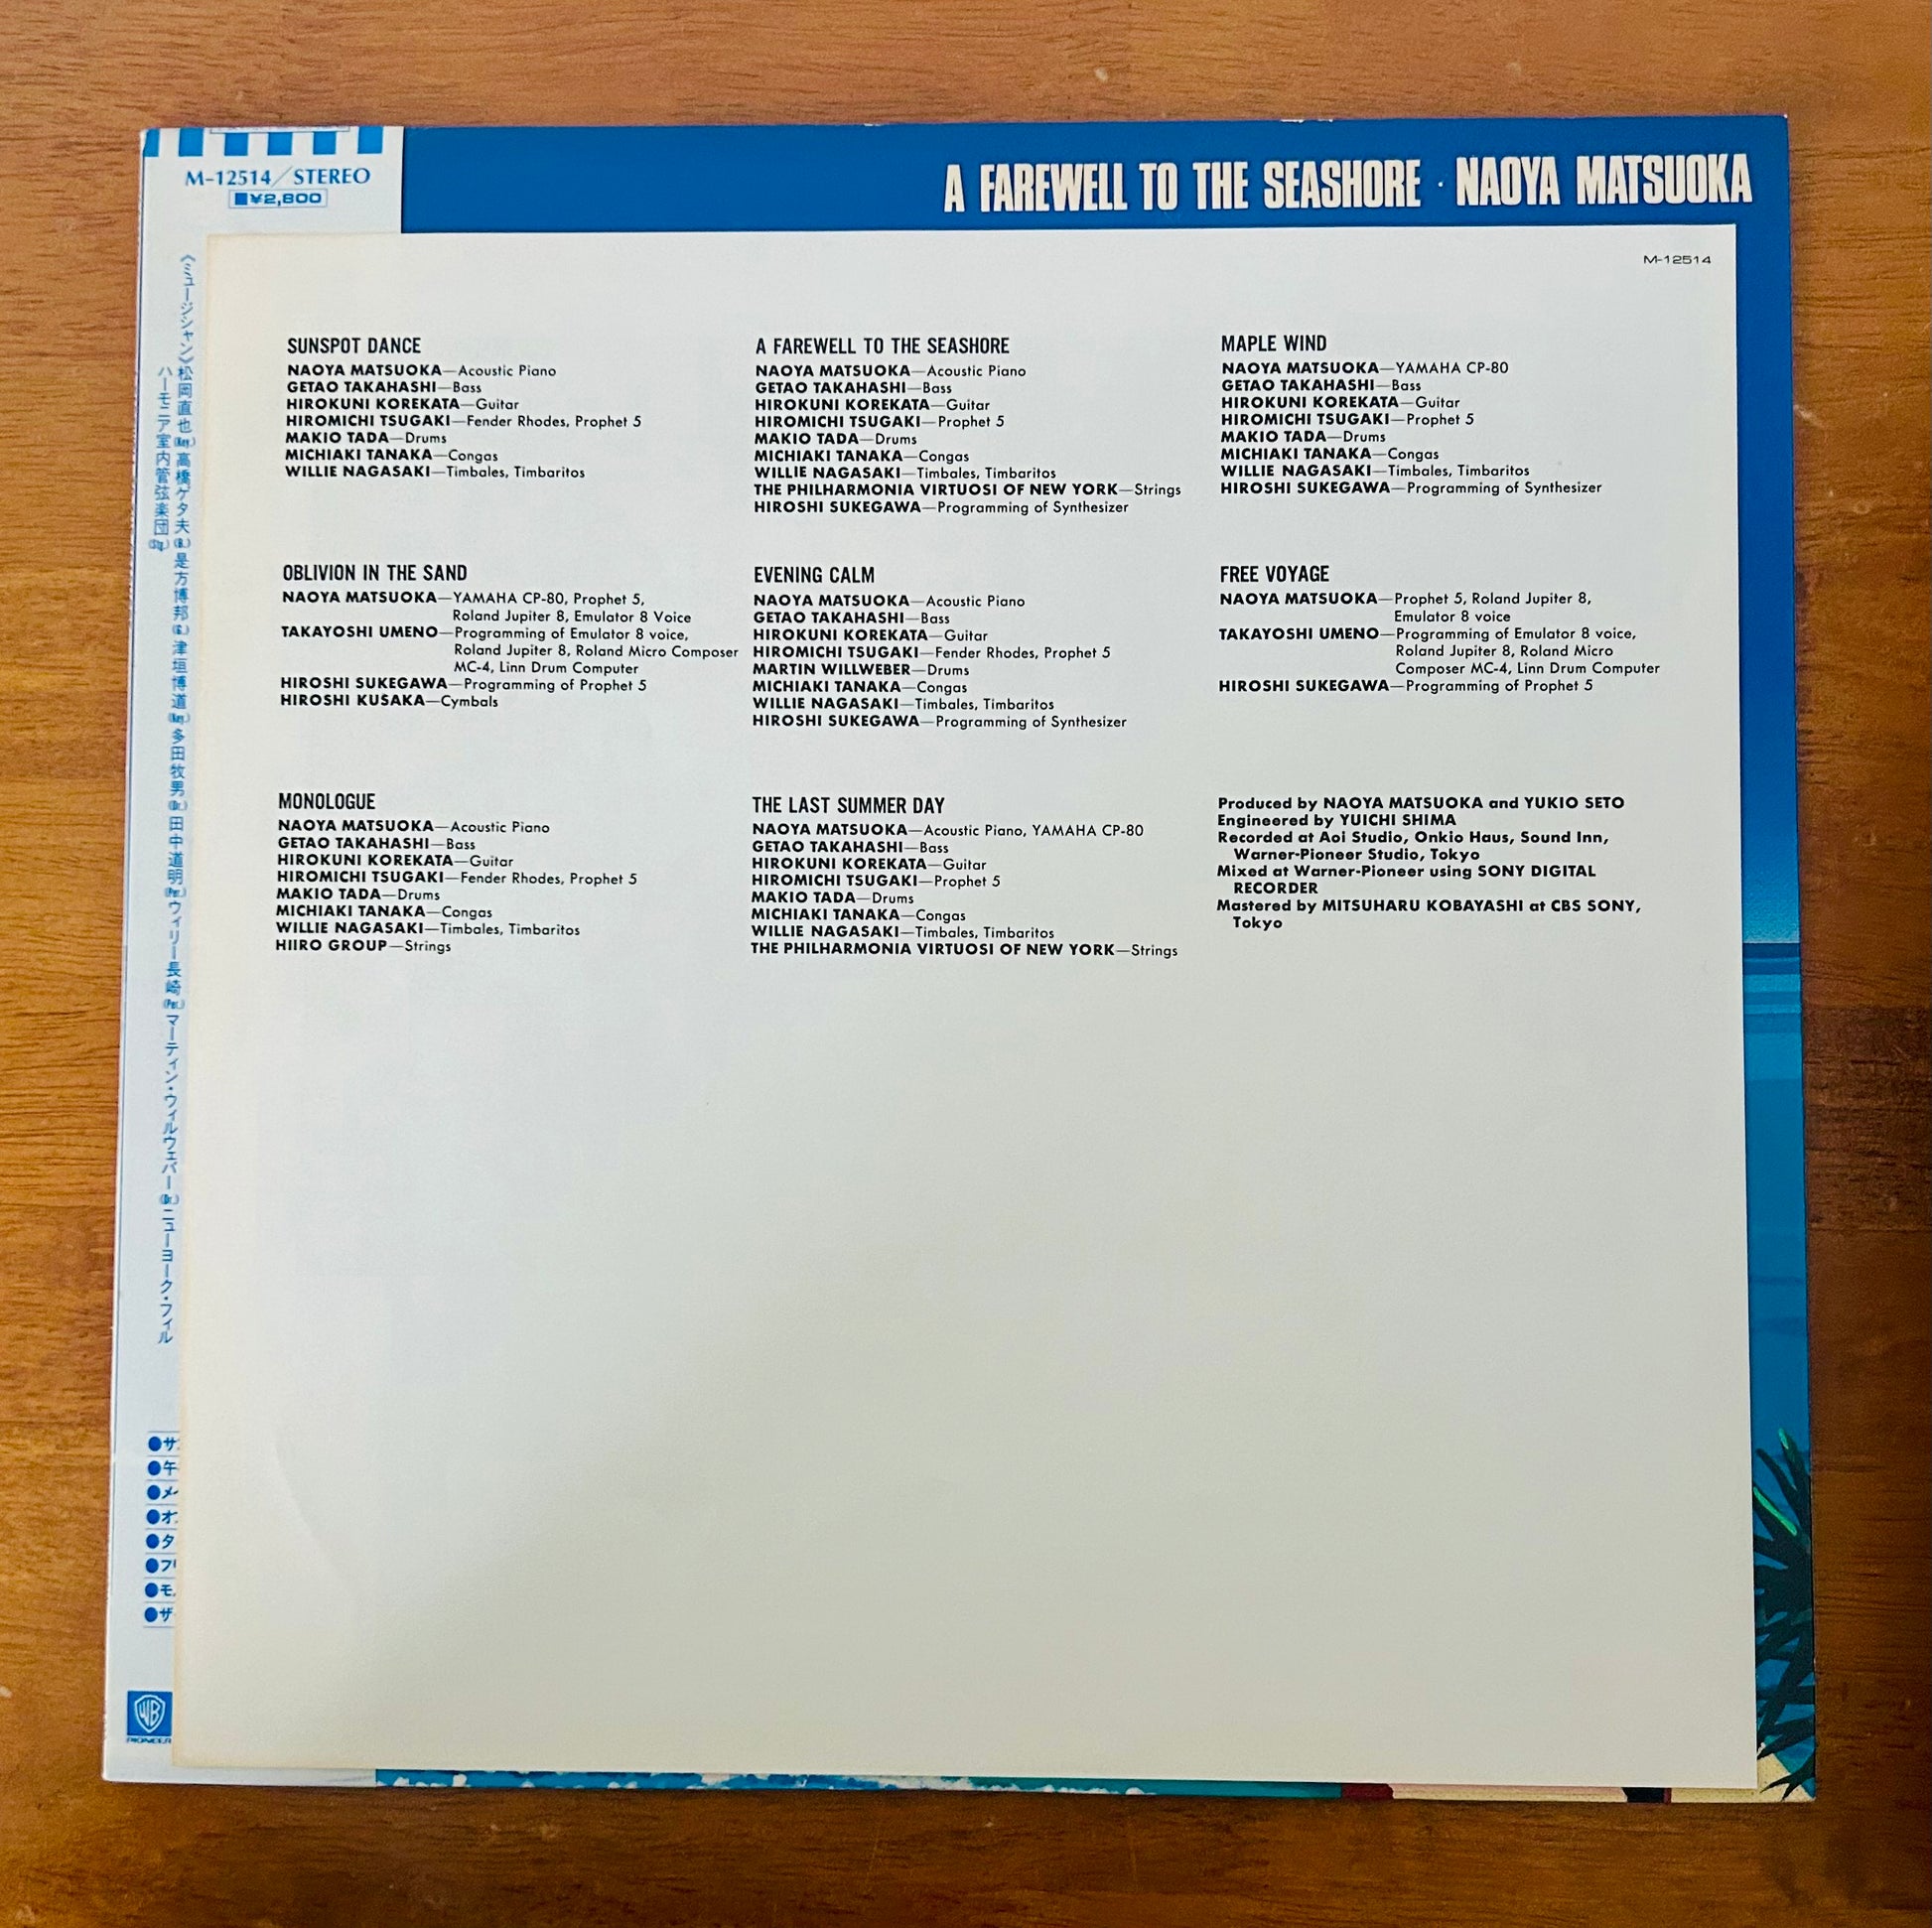 M-12514/STEREO
■¥2,800
A FAREWELL TO THE SEASHORE · NAOYA MATSUOKA
〈ミュージシャン〉松岡直也(Key.)高橋ゲタ夫(B.)是方博邦(G.)津垣博道(Key.)多田牧男(Dr.)田中道明(Per.)ウィリー長崎(Per.)マーティン・ウィルウェバー(Dr.)ニューヨーク・フィル
ハーモニア室内管弦楽団(Stg.)
M-12514
SUNSPOT DANCE
NAOYA MATSUOKA—Acoustic Piano
GETAO TAKAHASHI—Bass
HIROKUNI KOREKATA—Guitar
HIROMICHI TSUGAKI—Fender Rhodes, Prophet 5
MAKIO TADA—Drums
MICHIAKI TANAKA—Congas
WILLIE NAGASAKI—Timbales, Timbaritos
A FAREWELL TO THE SEASHORE
NAOYA MATSUOKA—Acoustic Piano
GETAO TAKAHASHI—Bass
HIROKUNI KOREKATA—Guitar
HIROMICHI TSUGAKI—Prophet 5
MAKIO TADA—Drums
MICHIAKI TANAKA—Congas
WILLIE NAGASAKI—Timbales, Timbaritos
THE PHILHARMONIA VIRTUOSI OF NEW YORK—Strings
HIROSHI SUKEGAWA—Programming of Synthesizer
MAPLE WIND
NAOYA MATSUOKA—YAMAHA CP-80
GETAO TAKAHASHI—Bass
HIROKUNI KOREKATA—Guitar
HIROMICHI TSUGAKI—Prophet 5
MAKIO TADA—Drums
MICHIAKI TANAKA—Congas
WILLIE NAGASAKI—Timbales, Timbaritos
HIROSHI SUKEGAWA—Programming of Synthesizer
OBLIVION IN THE SAND
NAOYA MATSUOKA—YAMAHA CP-80, Prophet 5,
Roland Jupiter 8, Emulator 8 Voice
TAKAYOSHI UMENO—Programming of Emulator 8 voice,
Roland Jupiter 8, Roland Micro Composer
MC-4, Linn Drum Computer
HIROSHI SUKEGAWA—Programming of Prophet 5
HIROSHI KUSAKA—Cymbals
EVENING CALM
NAOYA MATSUOKA—Acoustic Piano
GETAO TAKAHASHI—Bass
HIROKUNI KOREKATA—Guitar
HIROMICHI TSUGAKI—Fender Rhodes, Prophet 5
MARTIN WILLWEBER—Drums
MICHIAKI TANAKA—Congas
WILLIE NAGASAKI—Timbales, Timbaritos
HIROSHI SUKEGAWA—Programming of Synthesizer
FREE VOYAGE
NAOYA MATSUOKA—Prophet 5, Roland Jupiter 8,
Emulator 8 voice
TAKAYOSHI UMENO—Programming of Emulator 8 voice,
Roland Jupiter 8, Roland Micro
Composer MC-4, Linn Drum Computer
HIROSHI SUKEGAWA—Programming of Prophet 5
MONOLOGUE
NAOYA MATSUOKA—Acoustic Piano
GETAO TAKAHASHI—Bass
HIROKUNI KOREKATA—Guitar
HIROMICHI TSUGAKI—Fender Rhodes, Prophet 5
MAKIO TADA—Drums
MICHIAKI TANAKA—Congas
WILLIE NAGASAKI—Timbales, Timbaritos
HIIRO GROUP—Strings
THE LAST SUMMER DAY
NAOYA MATSUOKA—Acoustic Piano, YAMAHA CP-80
GETAO TAKAHASHI—Bass
HIROKUNI KOREKATA—Guitar
HIROMICHI TSUGAKI—Prophet 5
MAKIO TADA—Drums
MICHIAKI TANAKA—Congas
WILLIE NAGASAKI—Timbales, Timbaritos
THE PHILHARMONIA VIRTUOSI OF NEW YORK—Strings
Produced by NAOYA MATSUOKA and YUKIO SETO
Engineered by YUICHI SHIMA
Recorded at Aoi Studio, Onkio Haus, Sound Inn,
Warner-Pioneer Studio, Tokyo
Mixed at Warner-Pioneer using SONY DIGITAL
RECORDER
Mastered by MITSUHARU KOBAYASHI at CBS SONY,
Tokyo
●サ
●午
●メ
●オ
●タ
●フ
●モ
●ザ
WB
PIONEER